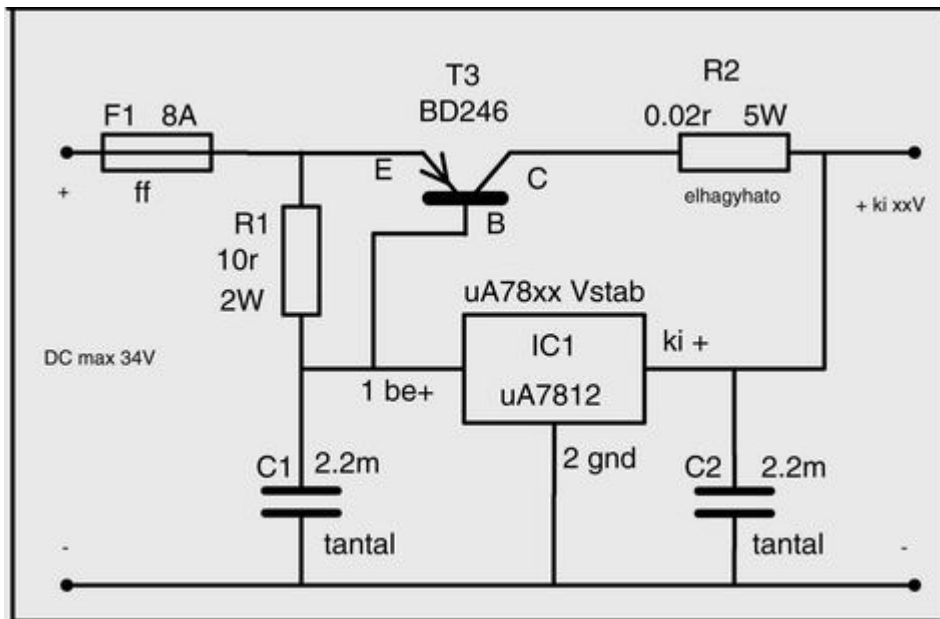 T3
BD246
R2
F1 8A
0.02r 5W
E
C
+
ff
elhagyhato
+ ki xxV
B
R1
10r
2W
uA78xx Vstab
IC1
ki +
DC max 34V
1 be+
uA7812
C1 2.2m
2 gnd
C2 2.2m
-
tantal
tantal
-